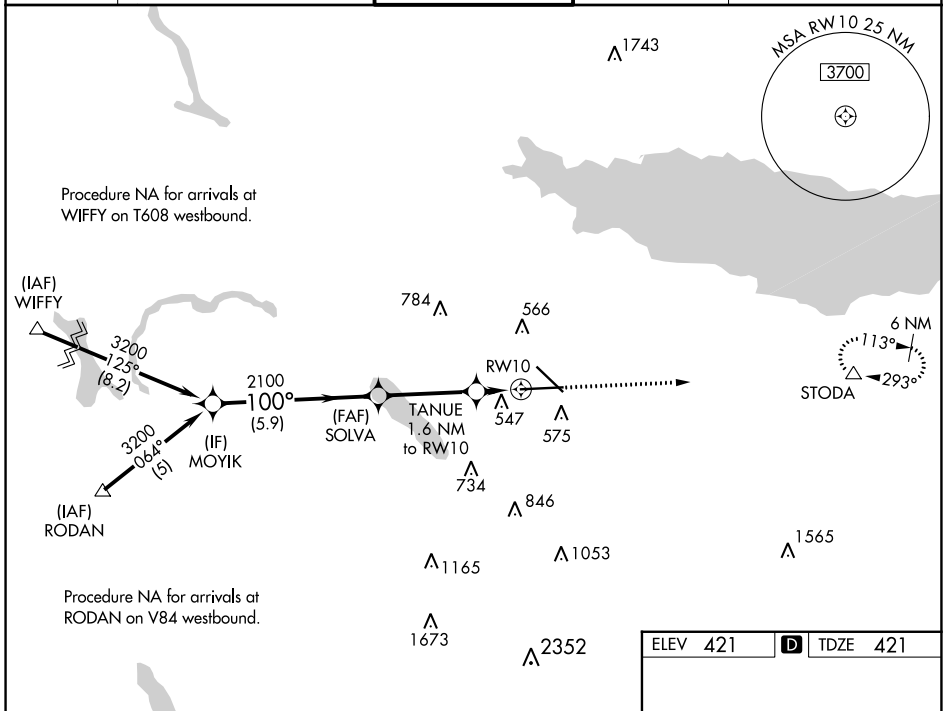 1743
MSA RW10 25 NM
3700
Procedure NA for arrivals at
WIFFY on T608 westbound.
(IAF)
WIFFY
784
566
6 NM
113°
293°
STODA
3200
125°
(8.2)
RW10
2100
100°
(5.9)
(IF)
MOYIK
(FAF)
SOLVA
TANUE
1.6 NM
to RW10
547
575
3200
064°
(5)
734
(IAF)
RODAN
846
1165
1053
1565
Procedure NA for arrivals at
RODAN on V84 westbound.
1673
2352
ELEV 421 D TDZE 421